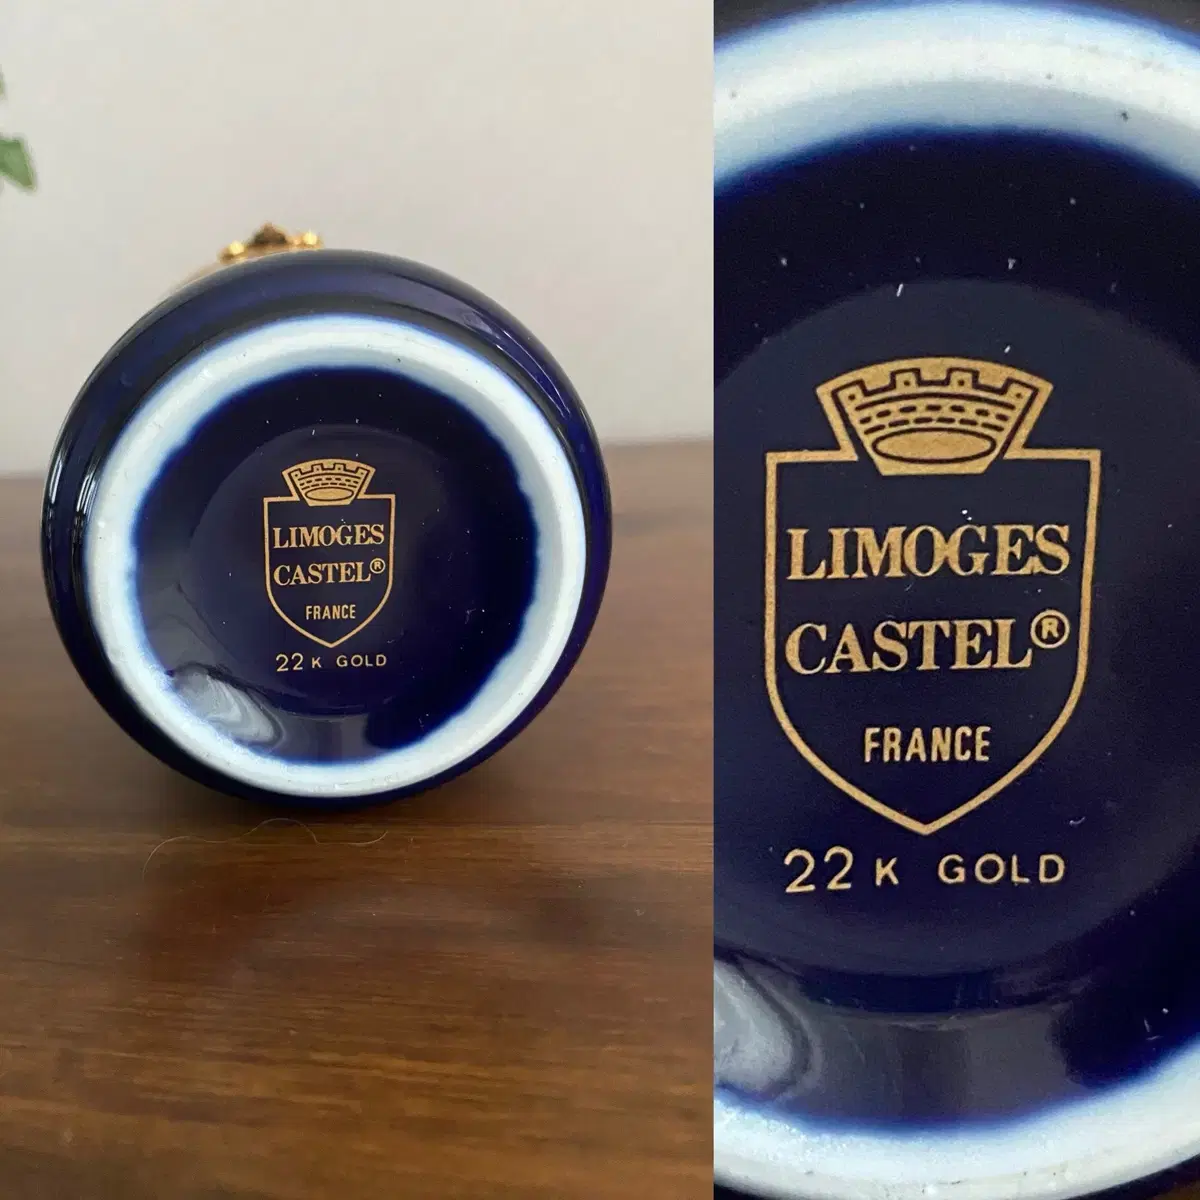 LIMOGES
CASTEL®
FRANCE
22 K GOLD
LIMOGES
CASTEL®
FRANCE
22 K GOLD